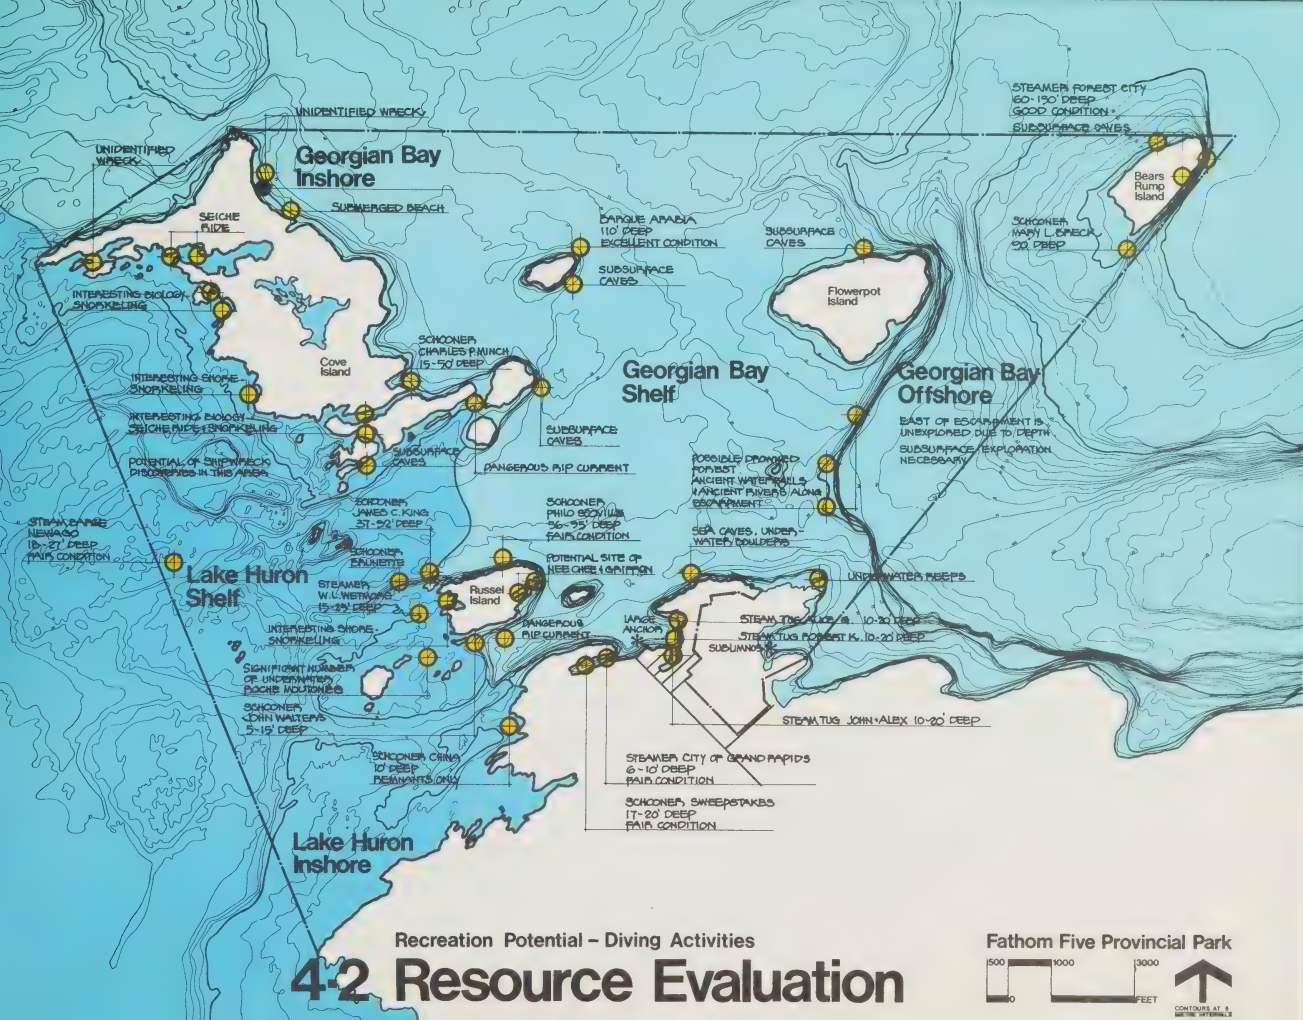 UNIDENTIFIED WRECK
UNIDENTIFIED
WRECK
Georgian Bay
Inshore
SUBMERGED BEACH
SEICHE
RIDE
INTERESTING BIOLOGY-
SNORKELING
STEAMER FOREST CITY
60-150' DEEP
GOOD CONDITION
SUBSURFACE CAVES
Bears
Rump
Island
SCHOONER
MARY L. BRECK
90' DEEP
BARQUE ARABIA
110' DEEP
EXCELLENT CONDITION
SUBSURFACE
CAVES
SUBSURFACE
CAVES
Flowerpot
Island
Cove
Island
SCHOONER
CHARLES P. MINCH
15-50' DEEP
Georgian Bay
Shelf
Georgian Bay
Offshore
EAST OF ESCARPMENT IS
UNEXPLORED DUE TO DEPTH
SUBSURFACE EXPLORATION
NECESSARY
INTERESTING SHORE-
SNORKELING
INTERESTING BIOLOGY-
SEICHE RIDE & SNORKELING
POTENTIAL OF SHIPWRECK
DISCOVERIES IN THIS AREA
SUBSURFACE
CAVES
SUBSURFACE
CAVES
DANGEROUS RIP CURRENT
POSSIBLE DROWNED
FOREST
ANCIENT WATERFALLS
& ANCIENT RIVERS ALONG
ESCARPMENT
STEAM BARGE
NEWAGO
18-27' DEEP
FAIR CONDITION
Lake Huron
Shelf
SCHOONER
JAMES C. KING
37-92' DEEP
SCHOONER
BRUNETTE
STEAMER
W.L. WETMORE
15-25' DEEP
SCHOONER
PHILO SCOVILLE
36-95' DEEP
FAIR CONDITION
POTENTIAL SITE OF
NEE CHEE & GRIFFON
Russel
Island
SEA CAVES, UNDER-
WATER BOULDERS
UNDERWATER REEFS
INTERESTING SHORE-
SNORKELING
DANGEROUS
RIP CURRENT
LARGE
ANCHOR
STEAM TUG ALICE G. 10-20' DEEP
STEAM TUG ROBERT K. 10-20' DEEP
SUBLIMNOS
SIGNIFICANT NUMBER
OF UNDERWATER
ROCHE MOUTONEES
SCHOONER
JOHN WALTERS
5-15' DEEP
STEAM TUG JOHN & ALEX 10-20' DEEP
SCHOONER CHINA
10' DEEP
REMNANTS ONLY
STEAMER CITY OF GRAND RAPIDS
6-10' DEEP
FAIR CONDITION
SCHOONER, SWEEPSTAKES
17-20' DEEP
FAIR CONDITION
Lake Huron
Inshore
Recreation Potential – Diving Activities
4·2 Resource Evaluation
Fathom Five Provincial Park
500 1000 3000
0 FEET
CONTOURS AT 5
METRE INTERVALS